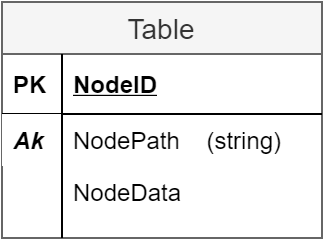 Table
PK NodeID
Ak NodePath (string)
NodeData